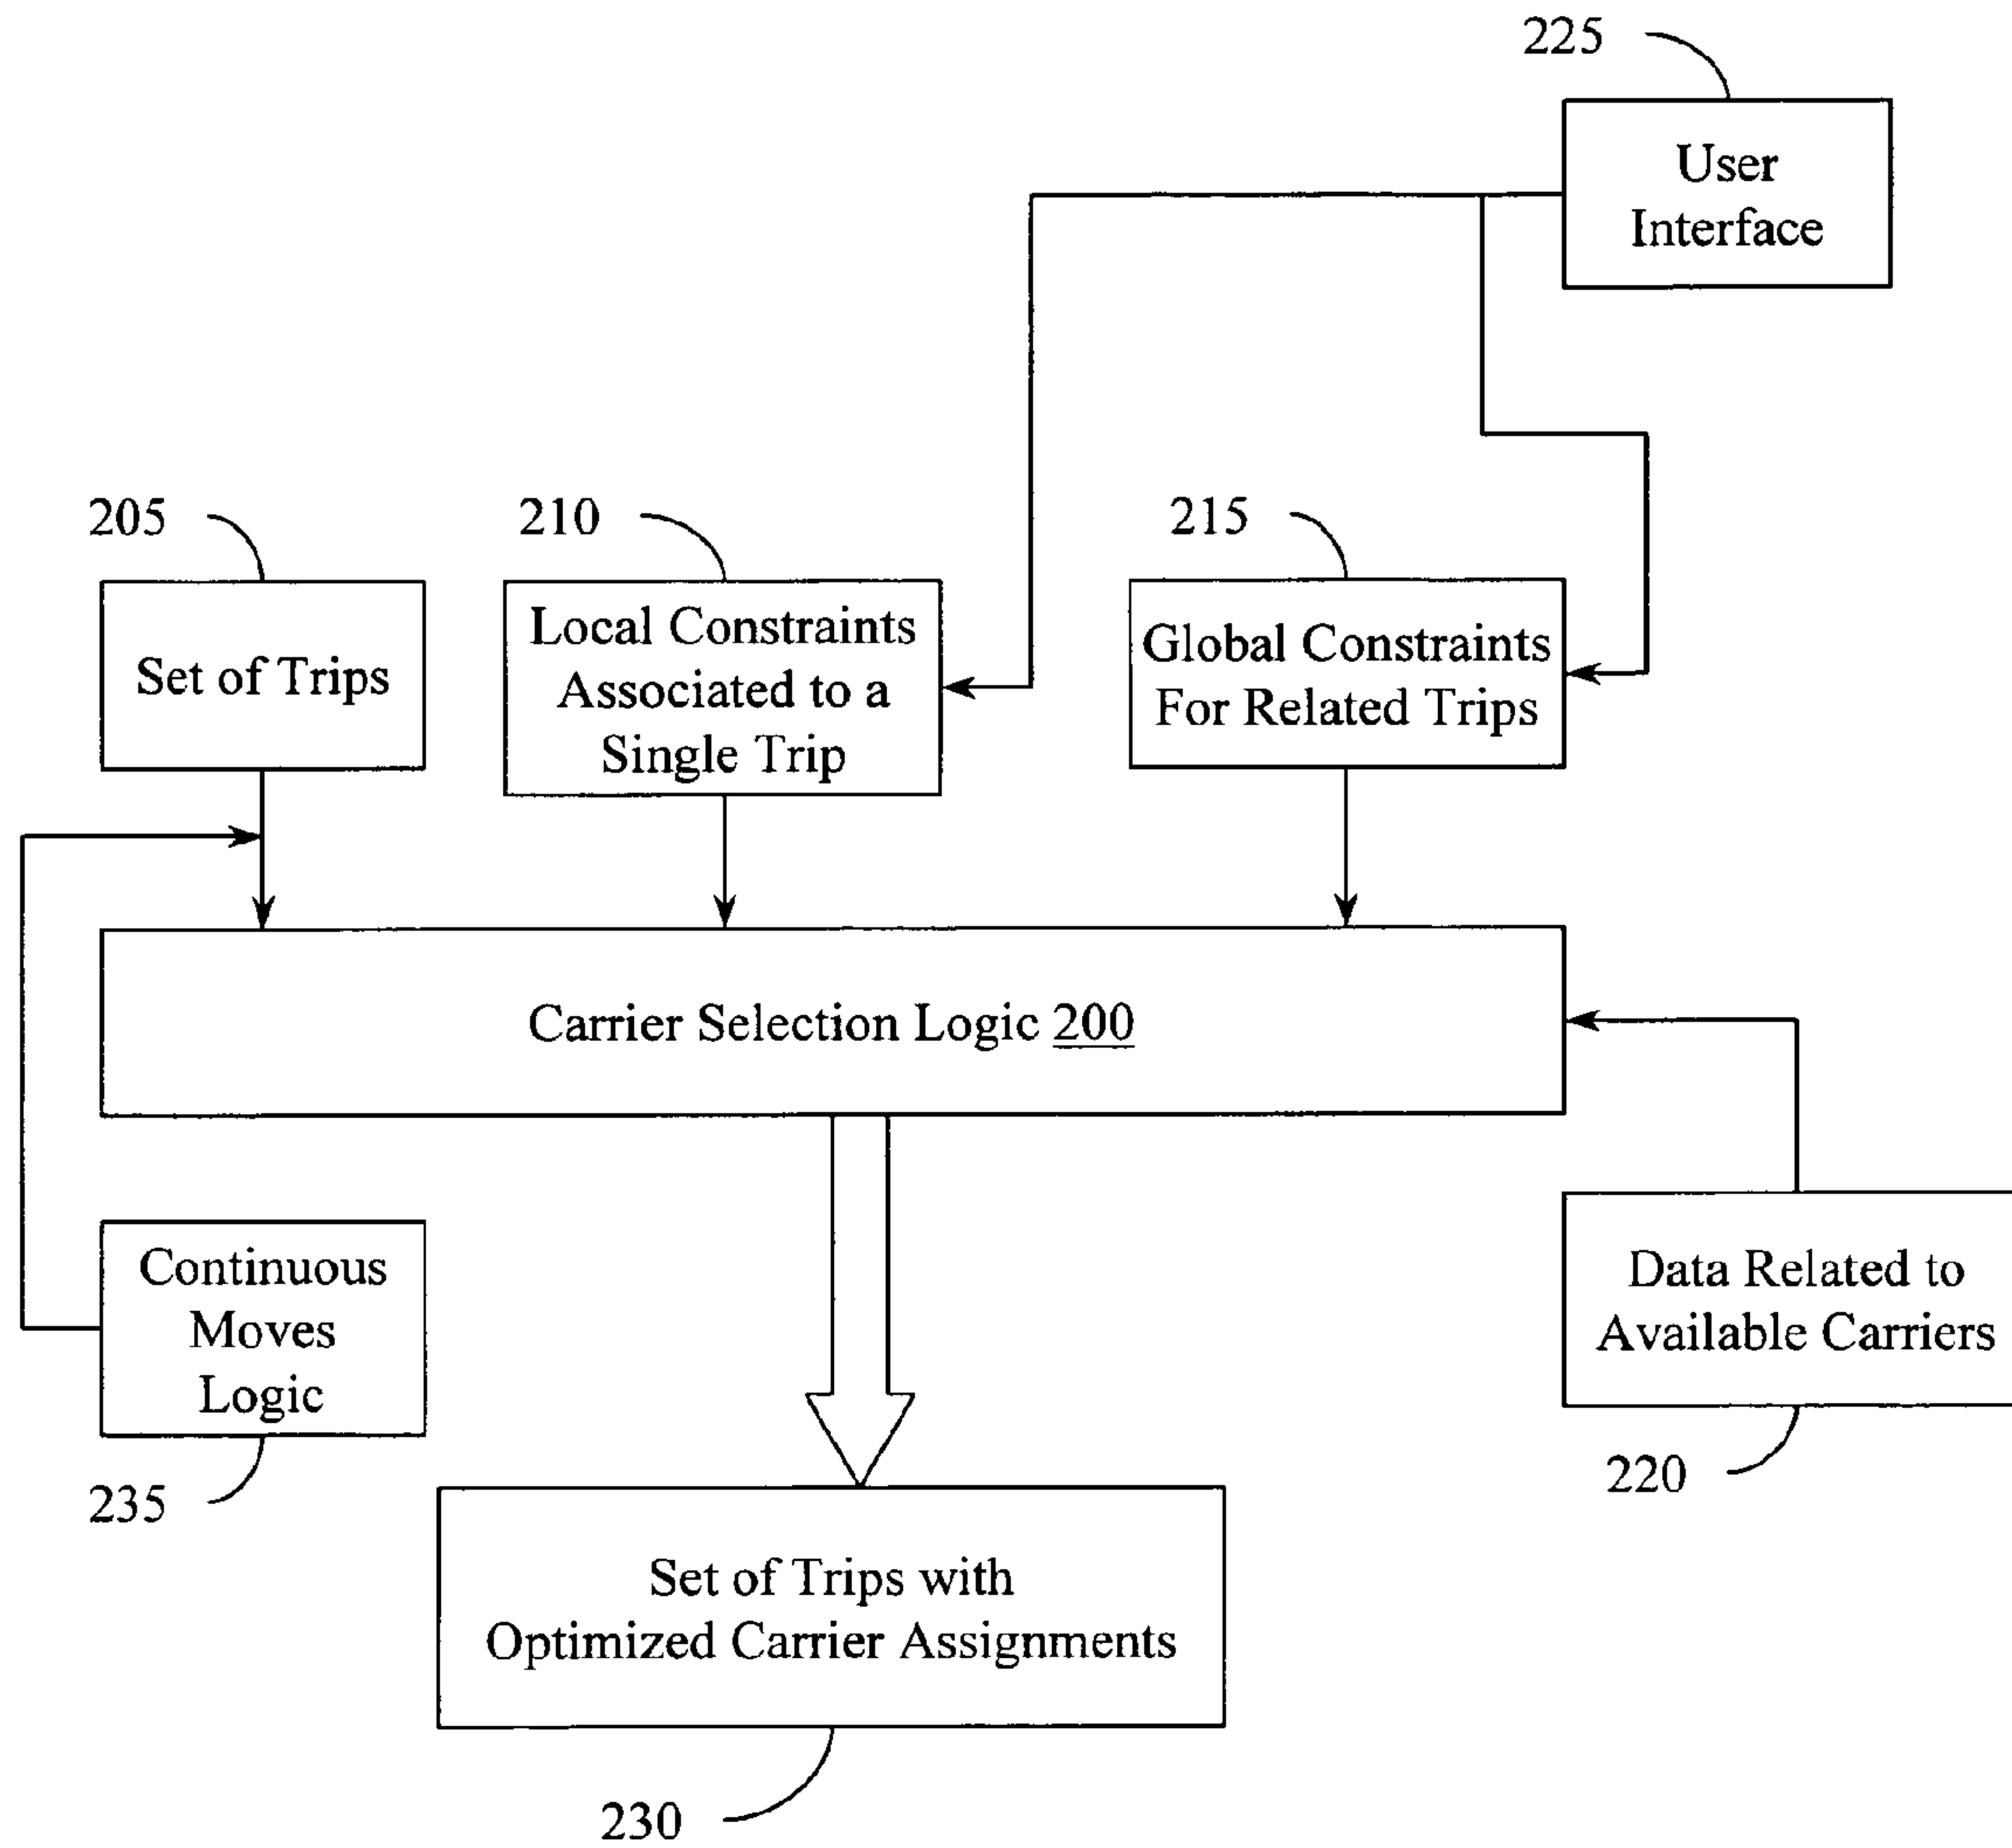 225
User
Interface
205
210
215
Set of Trips
Local Constraints
Associated to a
Single Trip
Global Constraints
For Related Trips
Carrier Selection Logic 200
Continuous
Moves
Logic
Data Related to
Available Carriers
235
220
Set of Trips with
Optimized Carrier Assignments
230